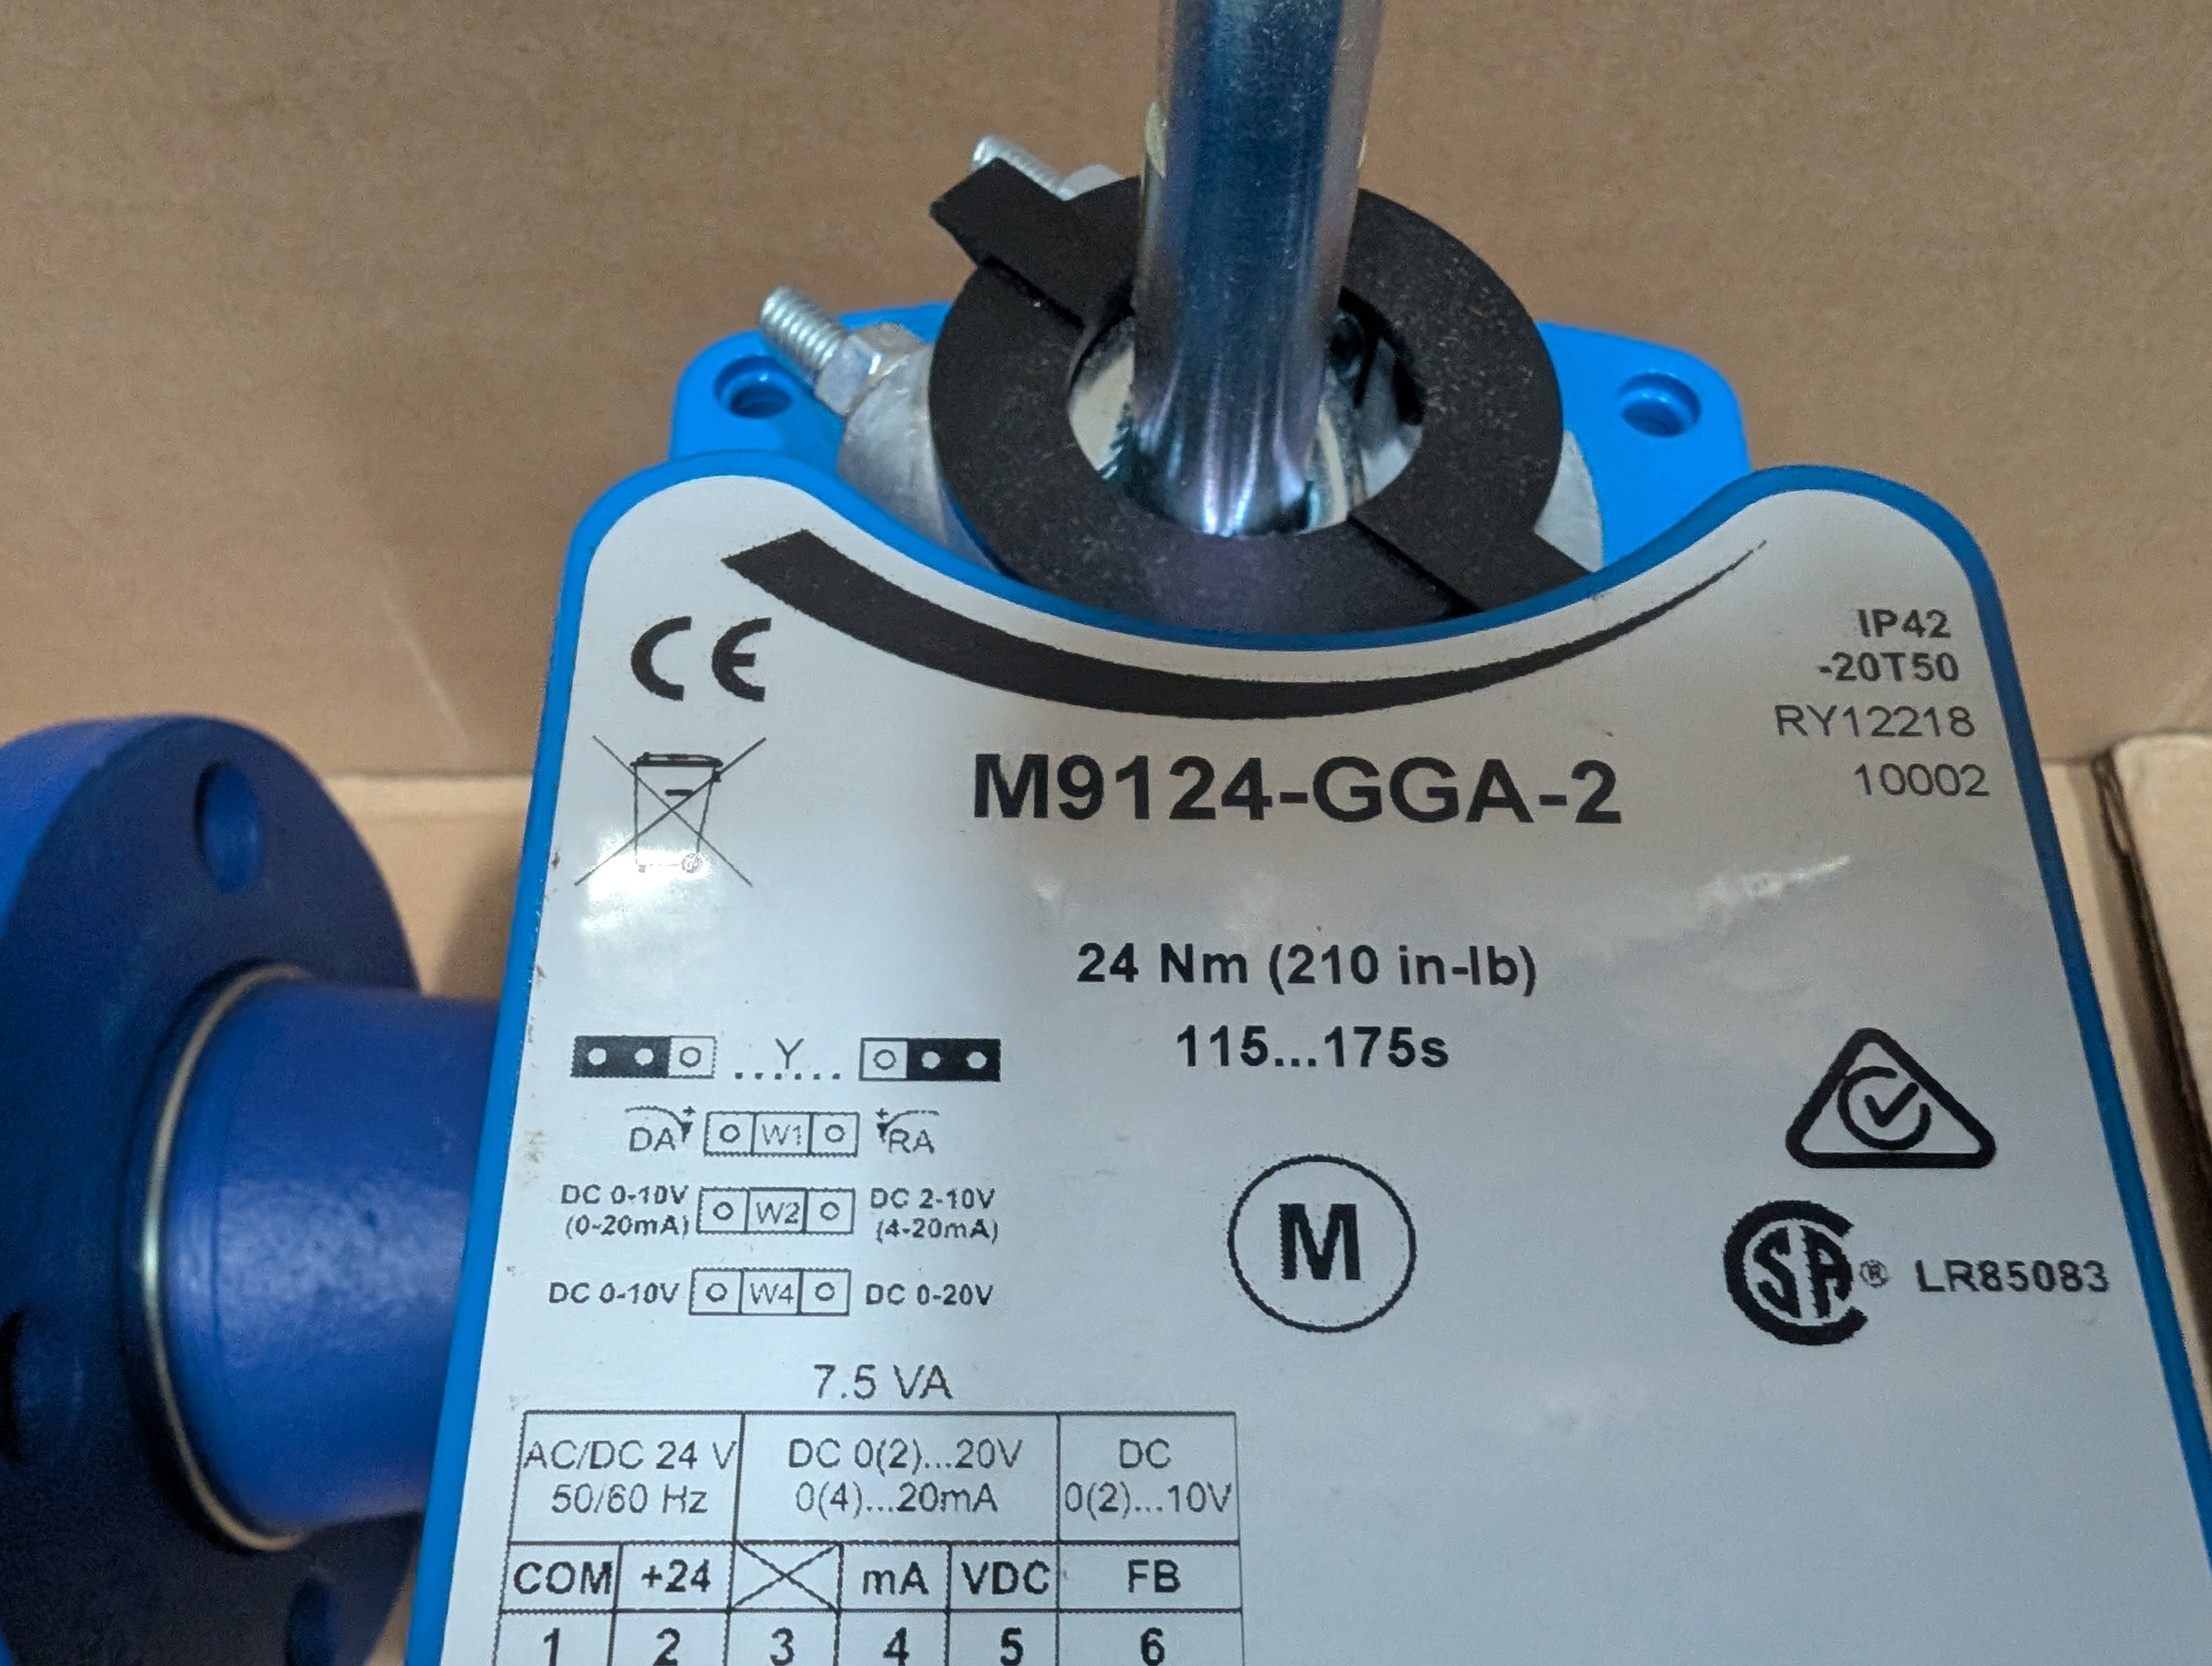 CE
IP42
-20T50
RY12218
10002
M9124-GGA-2
24 Nm (210 in-lb)
115...175s
...Y...
DA W1 RA
DC 0-10V W2 DC 2-10V
(0-20mA) (4-20mA)
DC 0-10V W4 DC 0-20V
M
SA® LR85083
7.5 VA
AC/DC 24 V DC 0(2)...20V DC
50/60 Hz 0(4)...20mA 0(2)...10V
COM +24 mA VDC FB
1 2 3 4 5 6